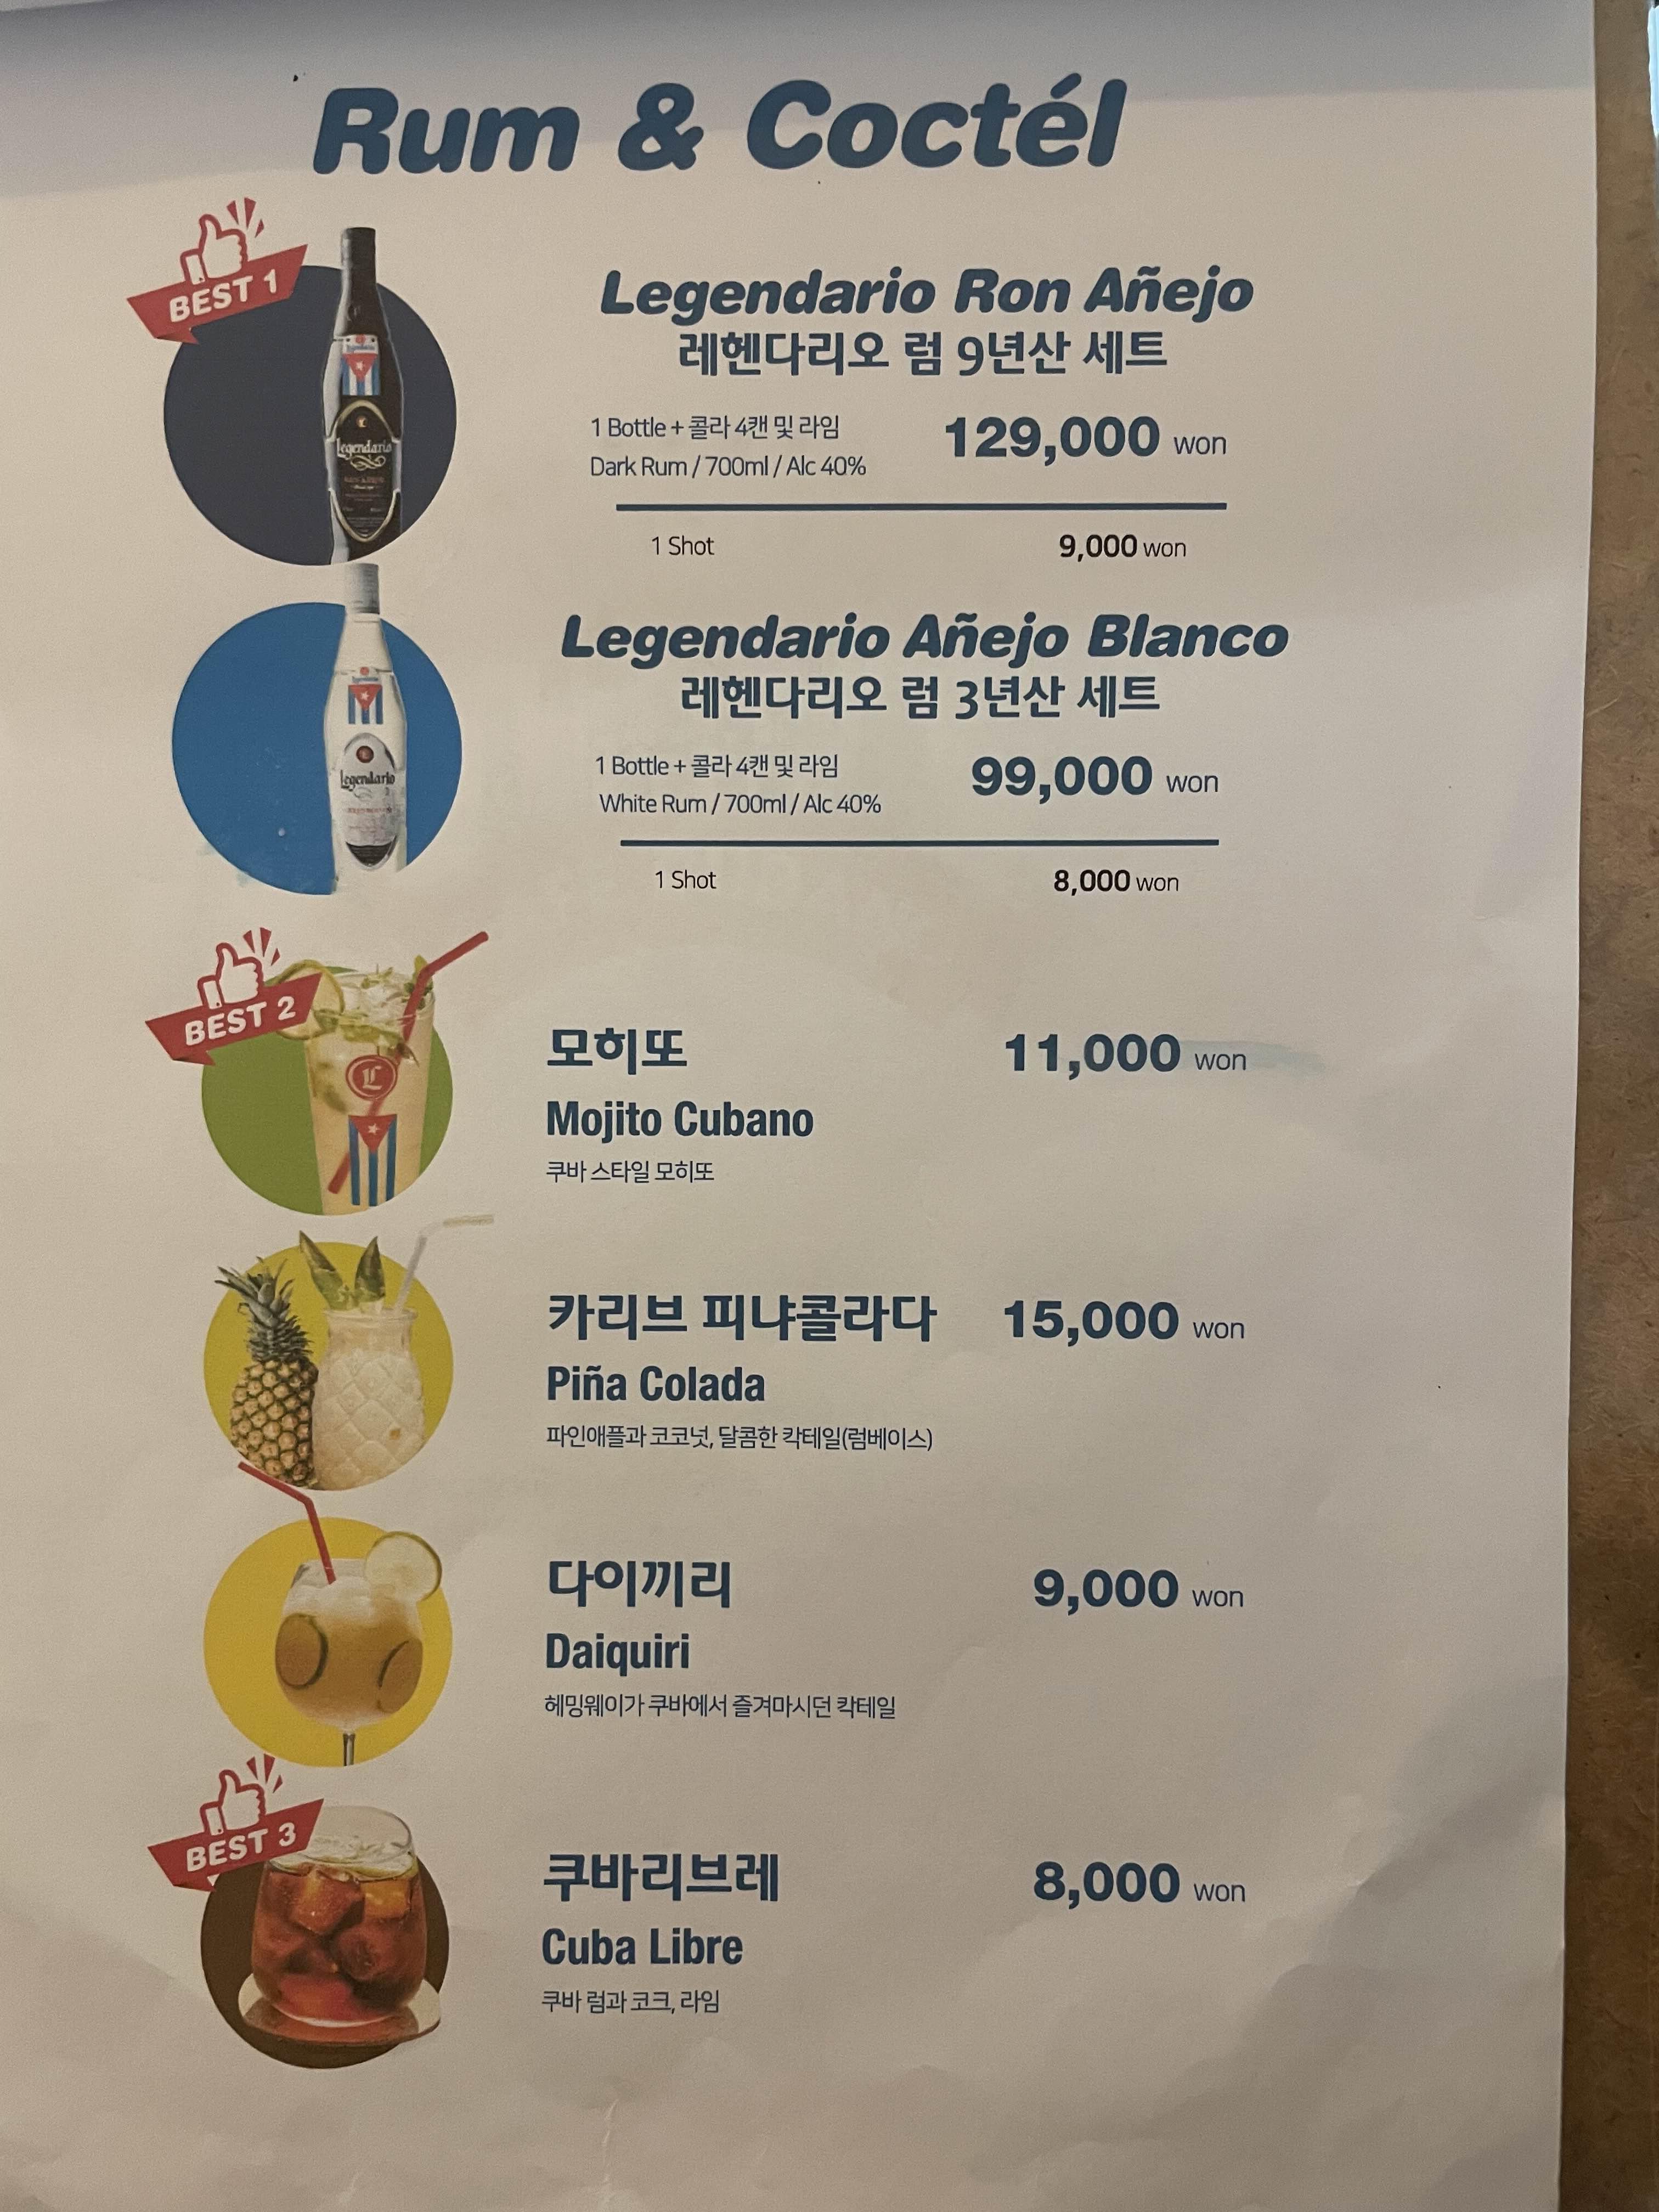 Rum & Coctél
BEST 1
Legendario Ron Añejo
레헨다리오 럼 9년산 세트
1 Bottle + 콜라 4캔 및 라임
129,000 won
Dark Rum / 700ml / Alc 40%
1 Shot
9,000 won
Legendario
Legendario Añejo Blanco
레헨다리오 럼 3년산 세트
1 Bottle + 콜라 4캔 및 라임
99,000 won
White Rum / 700ml / Alc 40%
1 Shot
8,000 won
Legendario
BEST 2
L
모히또
11,000 won
Mojito Cubano
쿠바 스타일 모히또
카리브 피냐콜라다
15,000 won
Piña Colada
파인애플과 코코넛, 달콤한 칵테일(럼베이스)
다이끼리
9,000 won
Daiquiri
헤밍웨이가 쿠바에서 즐겨마시던 칵테일
BEST 3
쿠바리브레
8,000 won
Cuba Libre
쿠바 럼과 코크, 라임